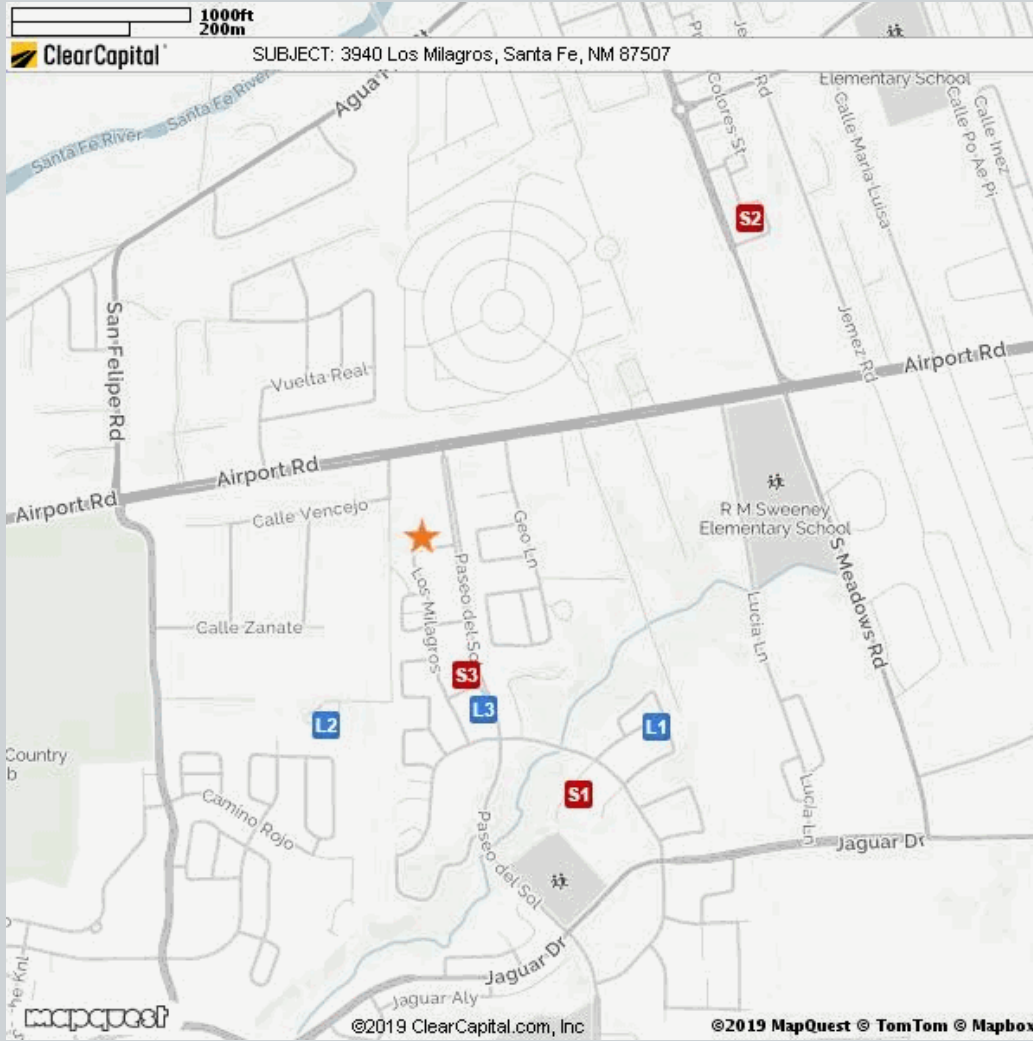 1000ft
200m
ClearCapital
SUBJECT: 3940 Los Milagros, Santa Fe, NM 87507
Elementary School
Santa Fe River
Santa Fe River
Colores St
Rd
Calle Maria Luisa
Calle Po Ae Pi
Calle Inez
S2
San Felipe Rd
Jemez Rd
Vuelta Real
Airport Rd
Airport Rd
Airport Rd
Calle Vencejo
R M Sweeney
Elementary School
Geo Ln
Paseo del Sol
Los Milagros
S Meadows Rd
Lucia Ln
Calle Zanate
S3
L3
L2
L1
Country
S1
Camino Rojo
Lucia Ln
Paseo del Sol
Jaguar Dr
Jaguar Dr
Jaguar Aly
mapquest
©2019 ClearCapital.com, Inc
©2019 MapQuest © TomTom © Mapbox